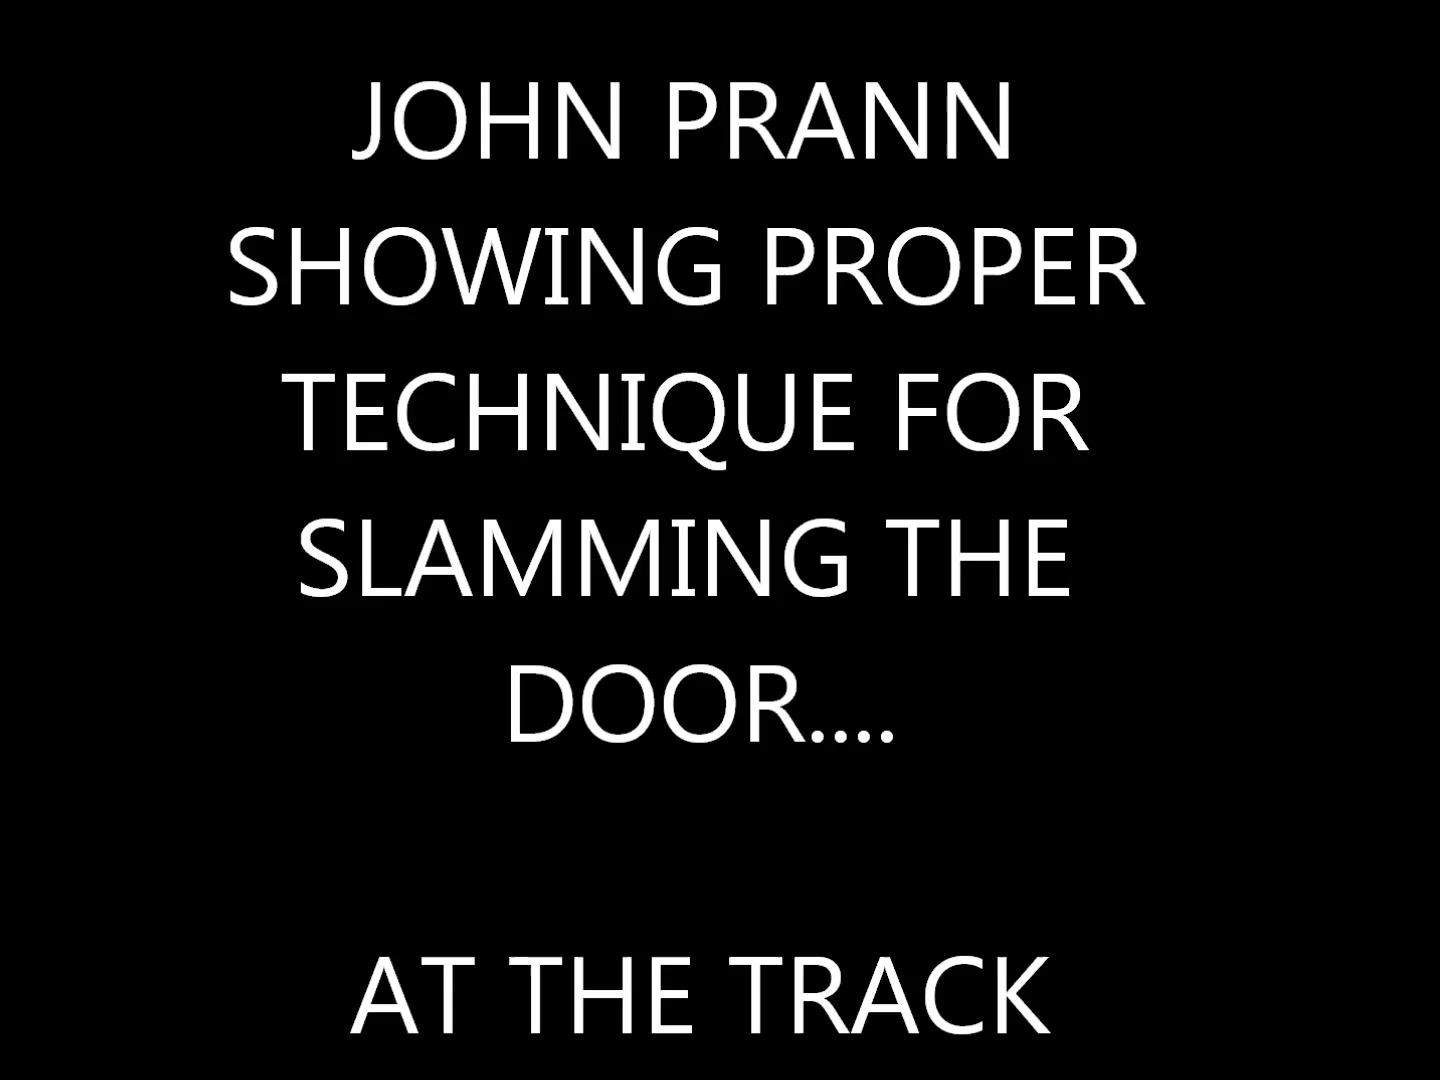 JOHN PRANN
SHOWING PROPER
TECHNIQUE FOR
SLAMMING THE
DOOR....
AT THE TRACK